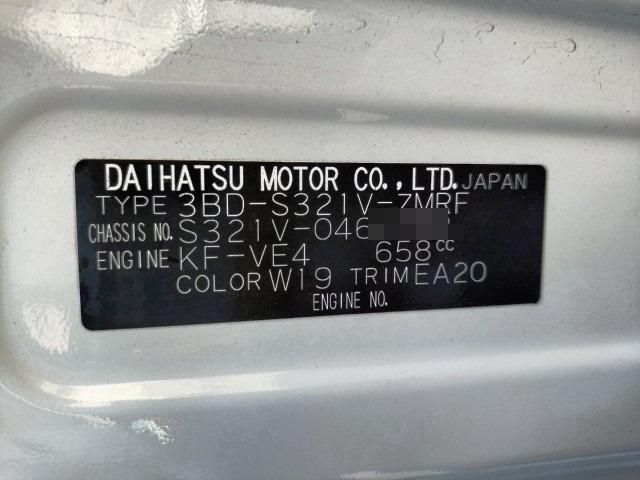 DAIHATSU MOTOR CO., LTD. JAPAN
TYPE 3BD-S321V-ZMRF
CHASSIS NO. S321V-046
ENGINE KF-VE4 658cc
COLOR W19 TRIM EA20
ENGINE NO.